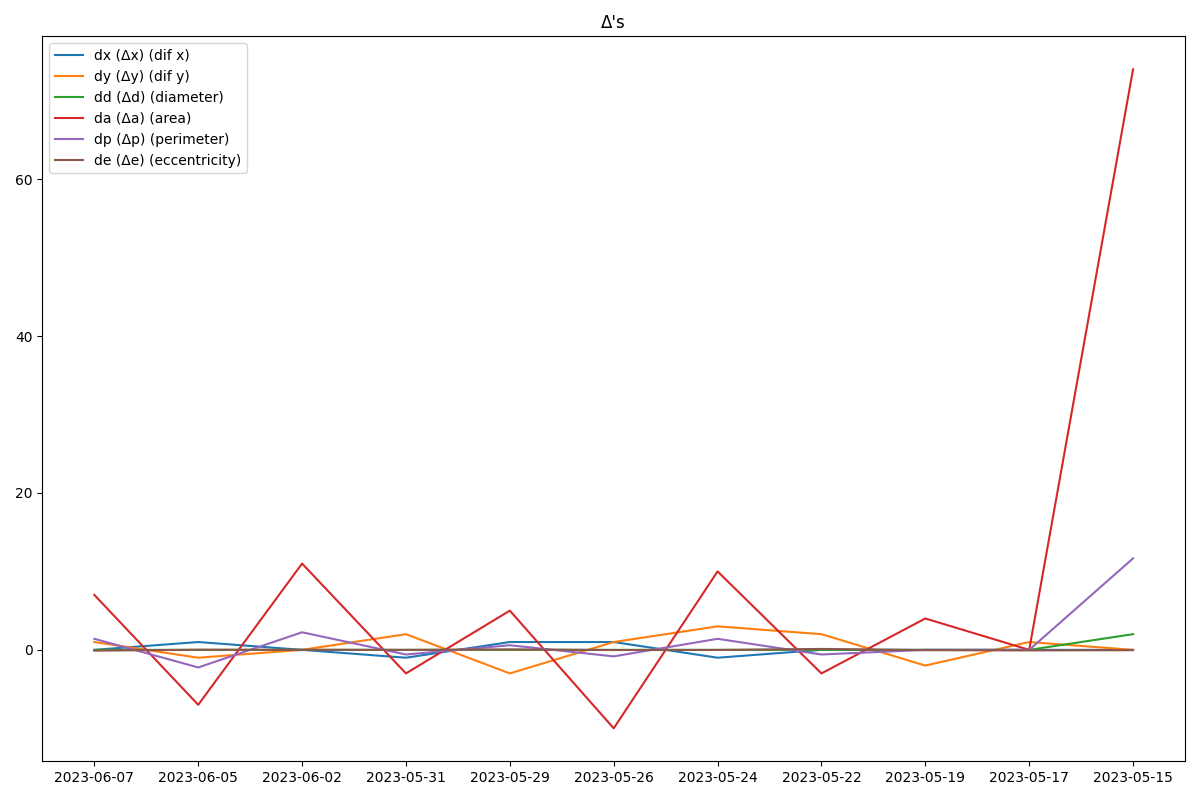 Δ's
dx (Δx) (dif x)
dy (Δy) (dif y)
dd (Δd) (diameter)
da (Δa) (area)
dp (Δp) (perimeter)
de (Δe) (eccentricity)
60
40
20
0
2023-06-07 2023-06-05 2023-06-02 2023-05-31 2023-05-29 2023-05-26 2023-05-24 2023-05-22 2023-05-19 2023-05-17 2023-05-15